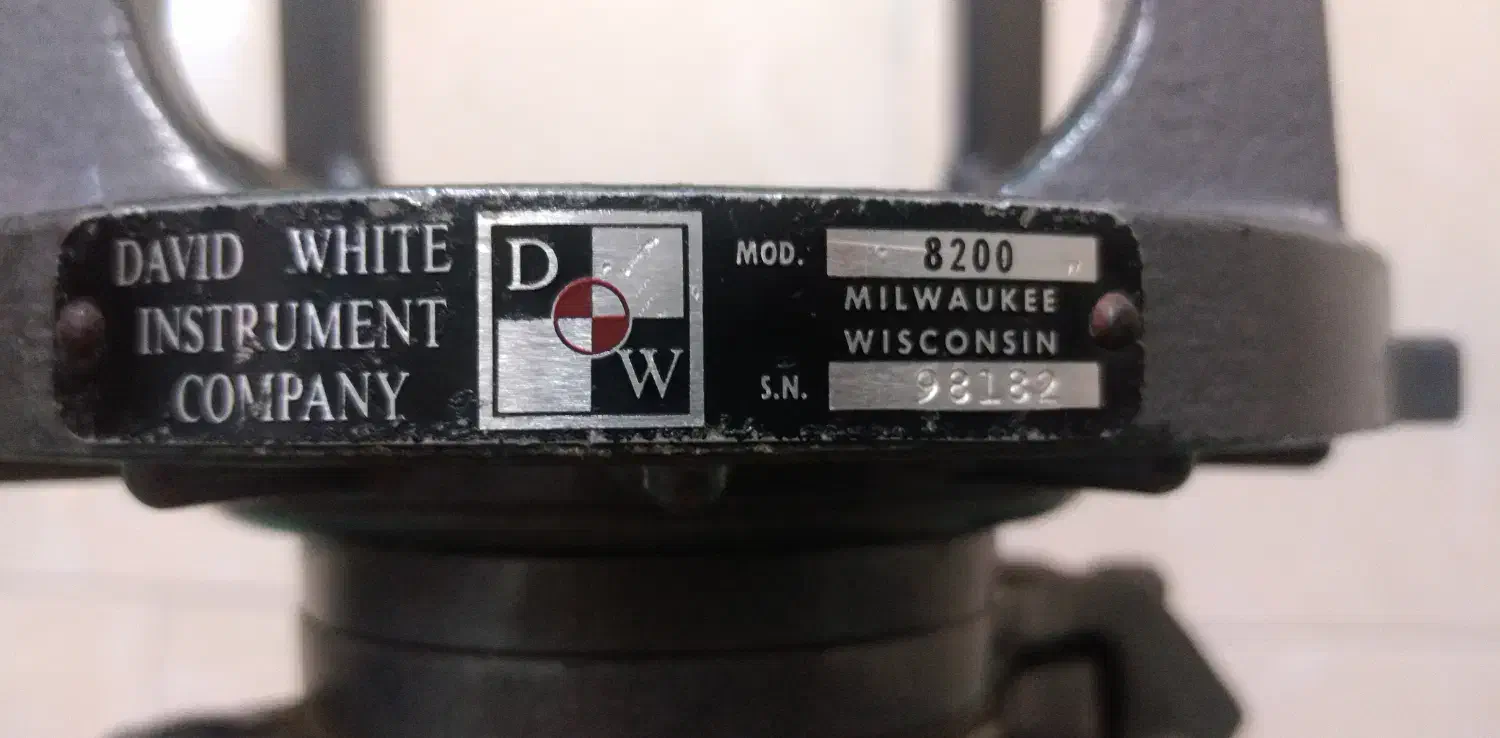 DAVID WHITE
INSTRUMENT
COMPANY
D
W
MOD. 8200
MILWAUKEE
WISCONSIN
S.N. 98182